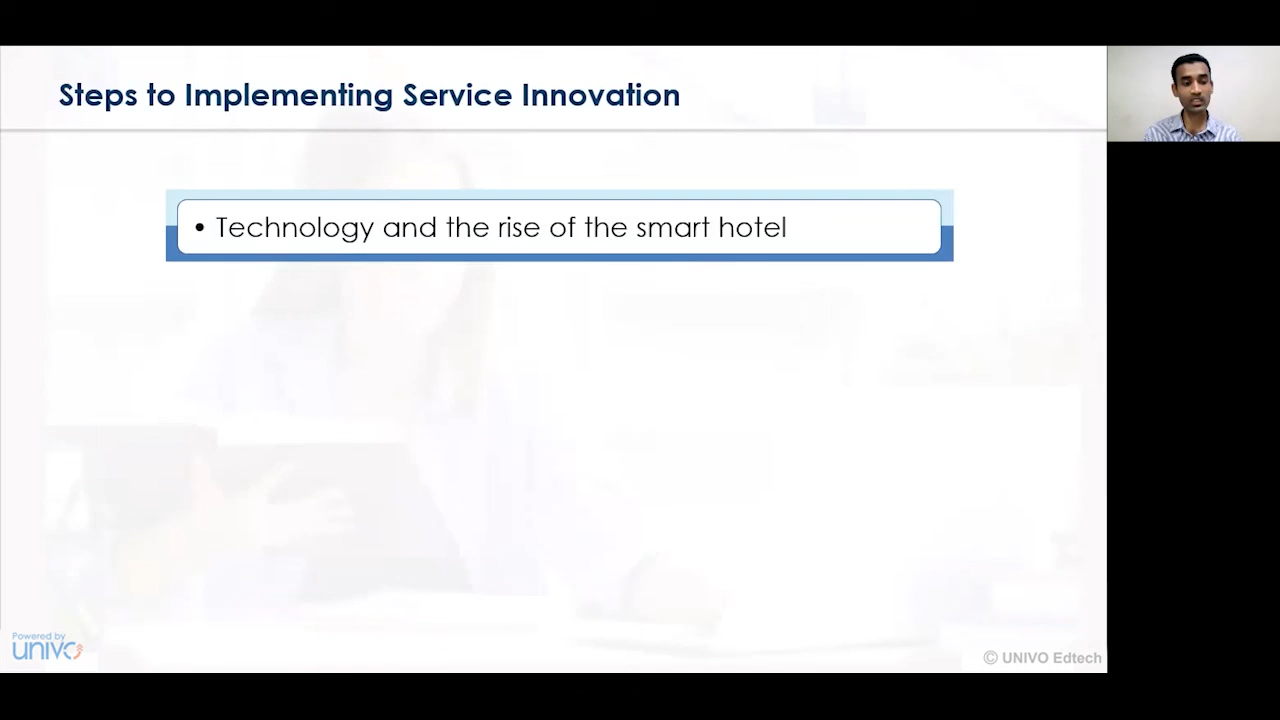 Steps to Implementing Service Innovation
• Technology and the rise of the smart hotel
Powered by
UNIVO
© UNIVO Edtech